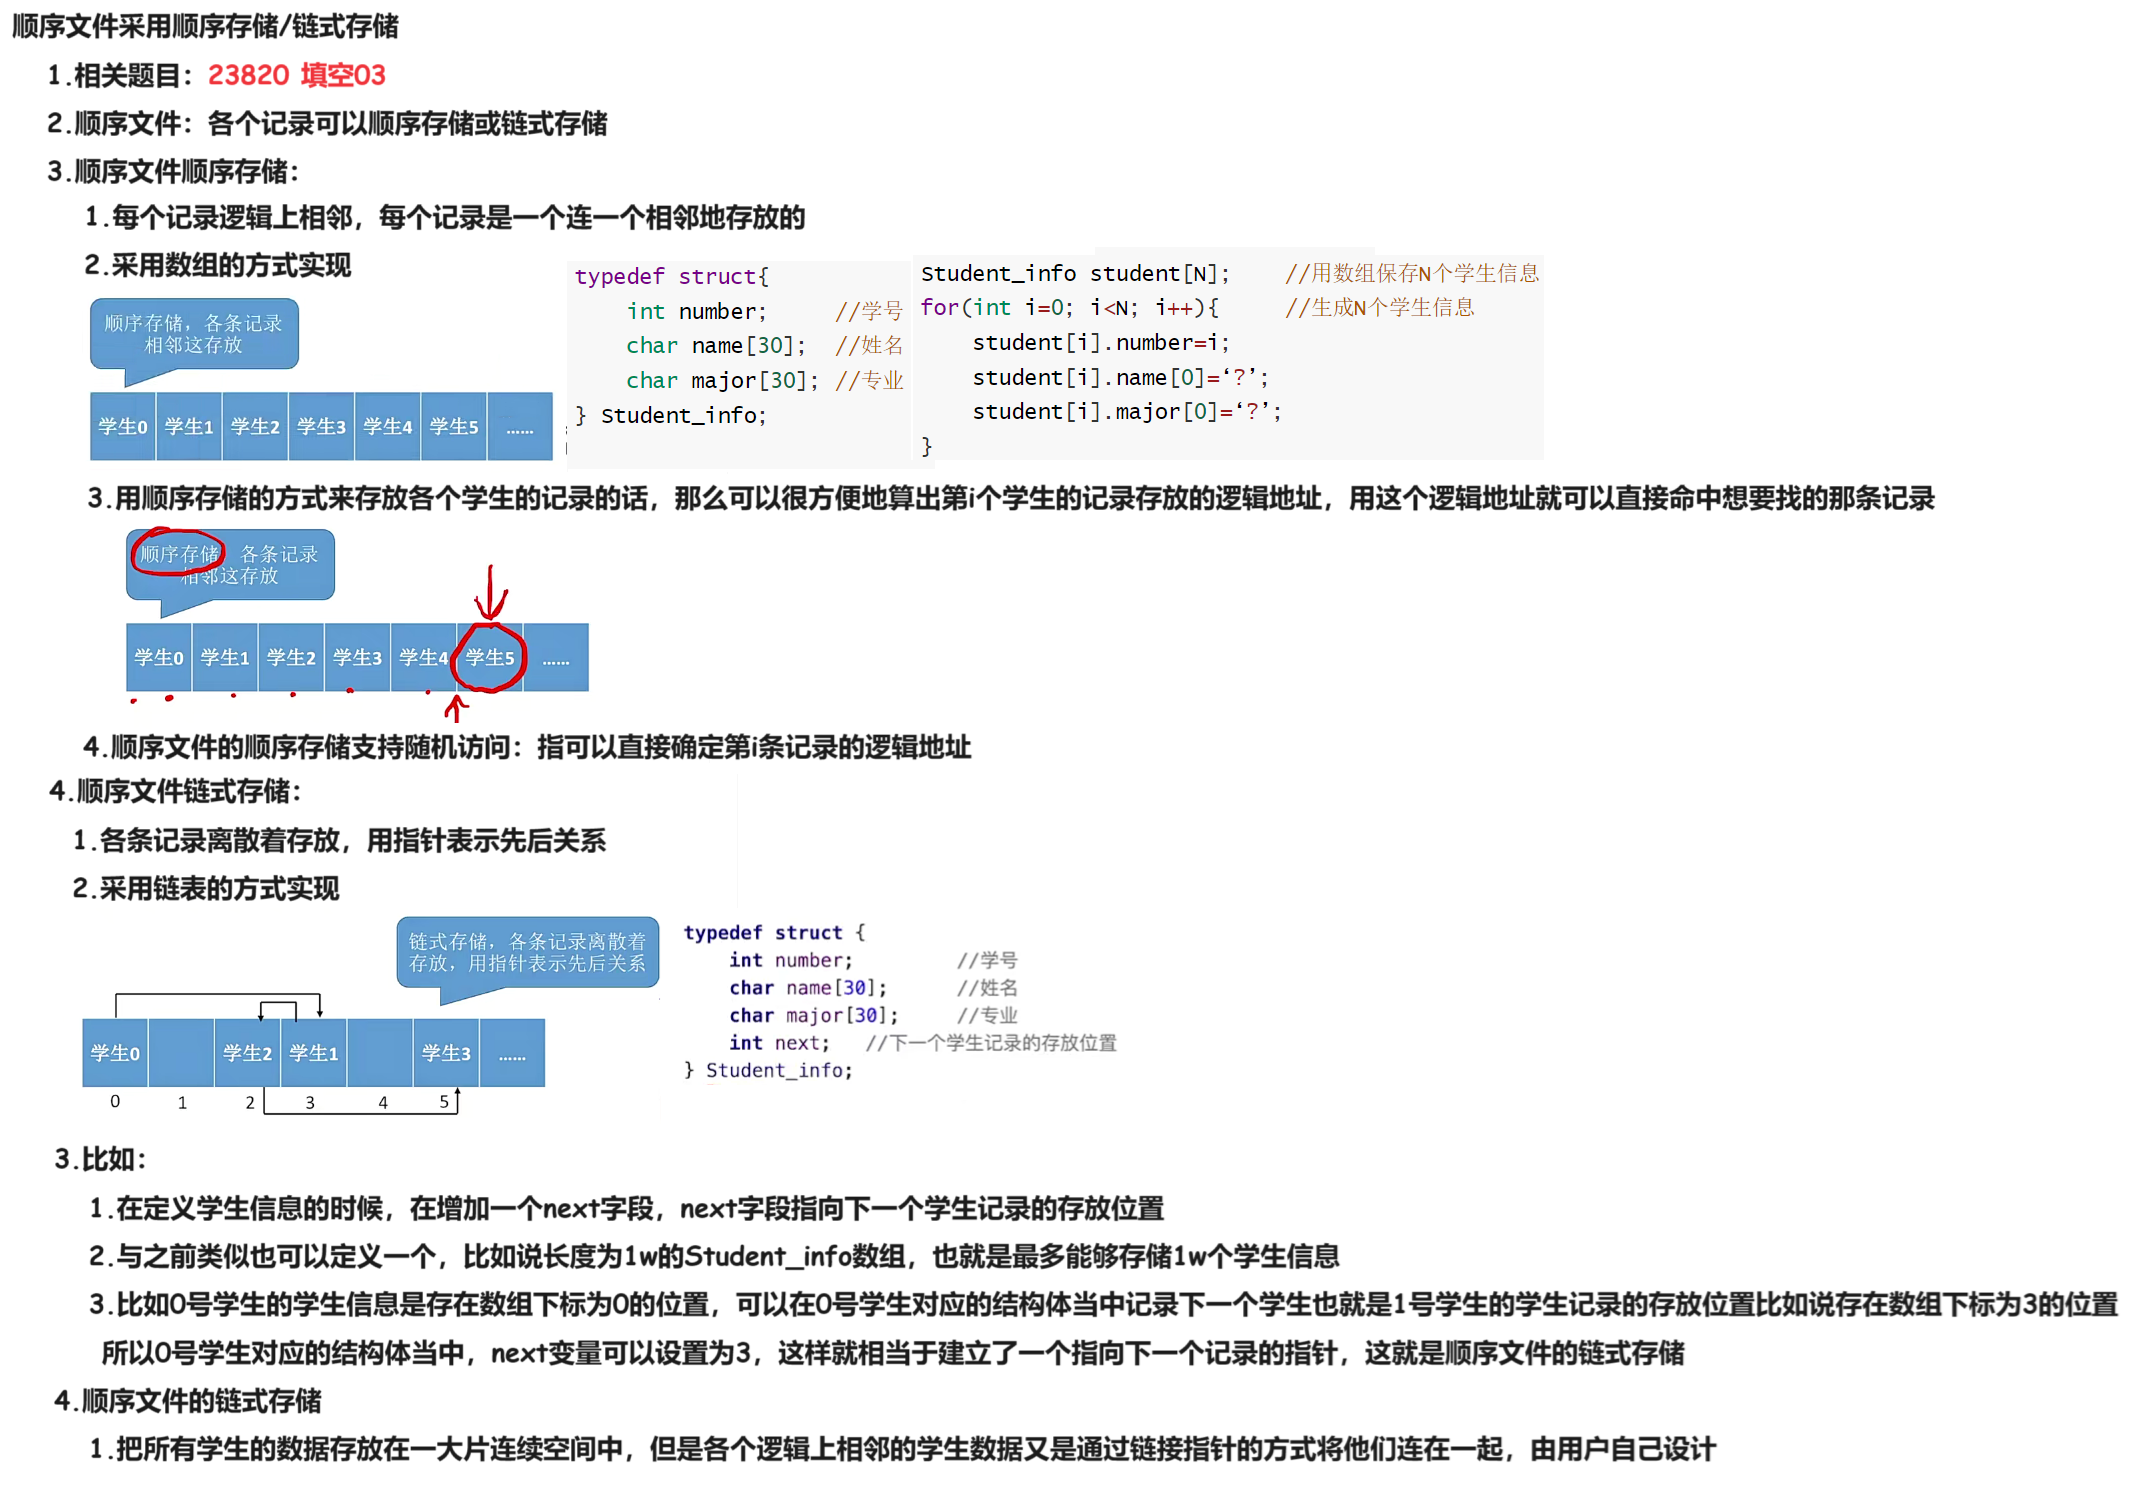 顺序文件采用顺序存储/链式存储
1.相关题目：23820 填空03
2.顺序文件：各个记录可以顺序存储或链式存储
3.顺序文件顺序存储：
1.每个记录逻辑上相邻，每个记录是一个连一个相邻地存放的
2.采用数组的方式实现
顺序存储，各条记录
相邻这存放
学生0 学生1 学生2 学生3 学生4 学生5 ......
typedef struct{
int number; //学号
char name[30]; //姓名
char major[30]; //专业
} Student_info;
Student_info student[N]; //用数组保存N个学生信息
for(int i=0; i<N; i++){ //生成N个学生信息
student[i].number=i;
student[i].name[0]=‘?’;
student[i].major[0]=‘?’;
}
3.用顺序存储的方式来存放各个学生的记录的话，那么可以很方便地算出第i个学生的记录存放的逻辑地址，用这个逻辑地址就可以直接命中想要找的那条记录
顺序存储 各条记录
相邻这存放
学生0 学生1 学生2 学生3 学生4 学生5 ......
4.顺序文件的顺序存储支持随机访问：指可以直接确定第i条记录的逻辑地址
4.顺序文件链式存储：
1.各条记录离散着存放，用指针表示先后关系
2.采用链表的方式实现
链式存储，各条记录离散着
存放，用指针表示先后关系
学生0 学生2 学生1 学生3 ......
0 1 2 3 4 5
typedef struct {
int number; //学号
char name[30]; //姓名
char major[30]; //专业
int next; //下一个学生记录的存放位置
} Student_info;
3.比如：
1.在定义学生信息的时候，在增加一个next字段，next字段指向下一个学生记录的存放位置
2.与之前类似也可以定义一个，比如说长度为1w的Student_info数组，也就是最多能够存储1w个学生信息
3.比如0号学生的学生信息是存在数组下标为0的位置，可以在0号学生对应的结构体当中记录下一个学生也就是1号学生的学生记录的存放位置比如说存在数组下标为3的位置
所以0号学生对应的结构体当中，next变量可以设置为3，这样就相当于建立了一个指向下一个记录的指针，这就是顺序文件的链式存储
4.顺序文件的链式存储
1.把所有学生的数据存放在一大片连续空间中，但是各个逻辑上相邻的学生数据又是通过链接指针的方式将他们连在一起，由用户自己设计